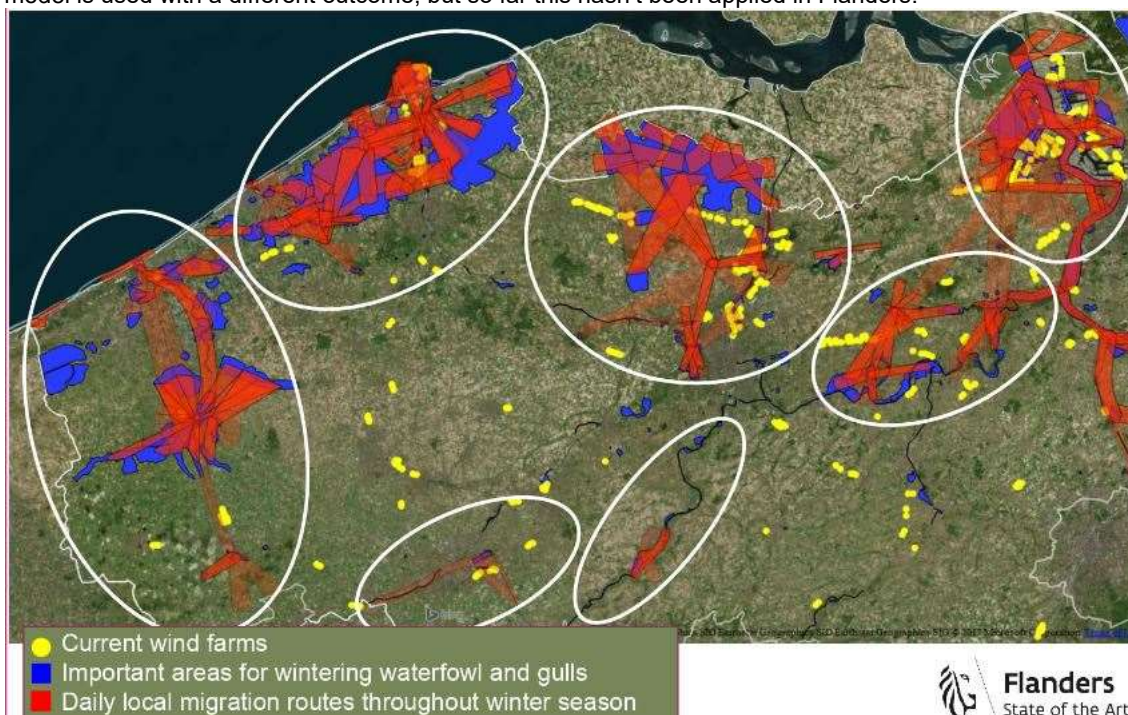 model is used with a different outcome, but so far this hasn't been applied in Flanders.
Current wind farms
Important areas for wintering waterfowl and gulls
Daily local migration routes throughout winter season
Flanders
State of the Art